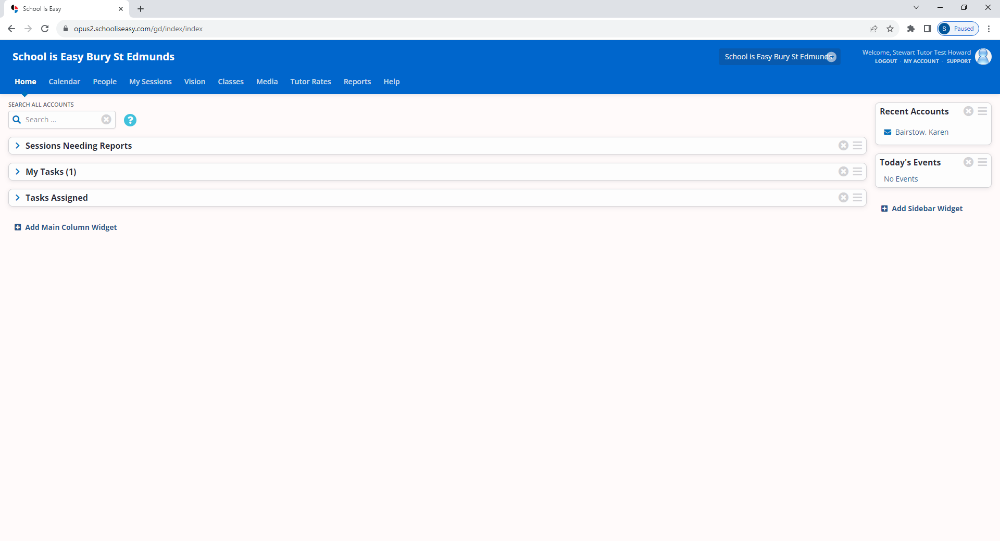 School Is Easy
opus2.schooliseasy.com/gd/index/index
S Paused
School is Easy Bury St Edmunds
School is Easy Bury St Edmunds
Welcome, Stewart Tutor Test Howard
LOGOUT · MY ACCOUNT · SUPPORT
Home Calendar People My Sessions Vision Classes Media Tutor Rates Reports Help
SEARCH ALL ACCOUNTS
Search ...
?
Sessions Needing Reports
My Tasks (1)
Tasks Assigned
Add Main Column Widget
Recent Accounts
Bairstow, Karen
Today's Events
No Events
Add Sidebar Widget